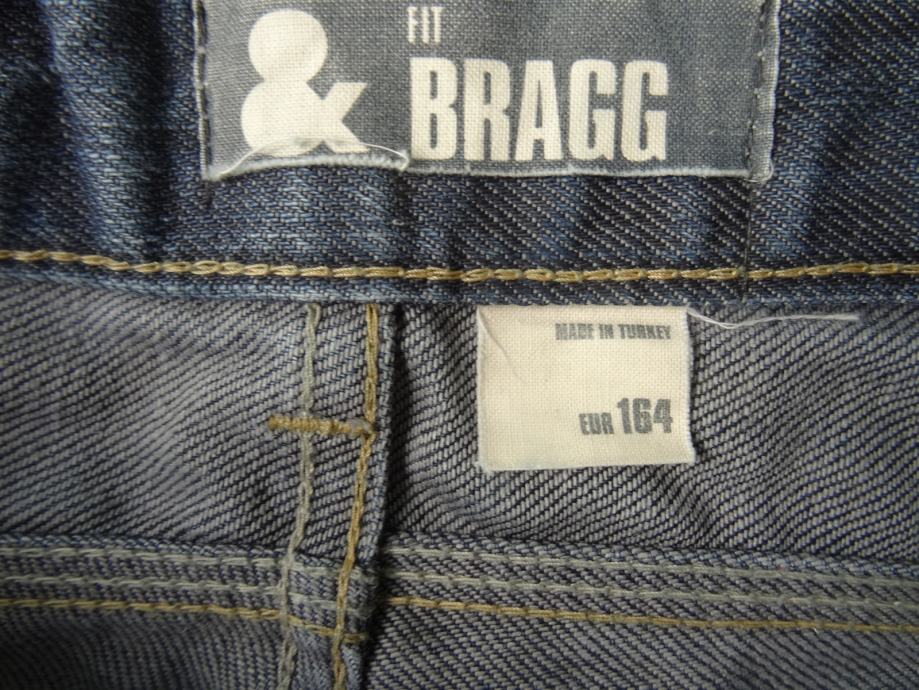 & FIT
BRAGG
MADE IN TURKEY
EUR 164